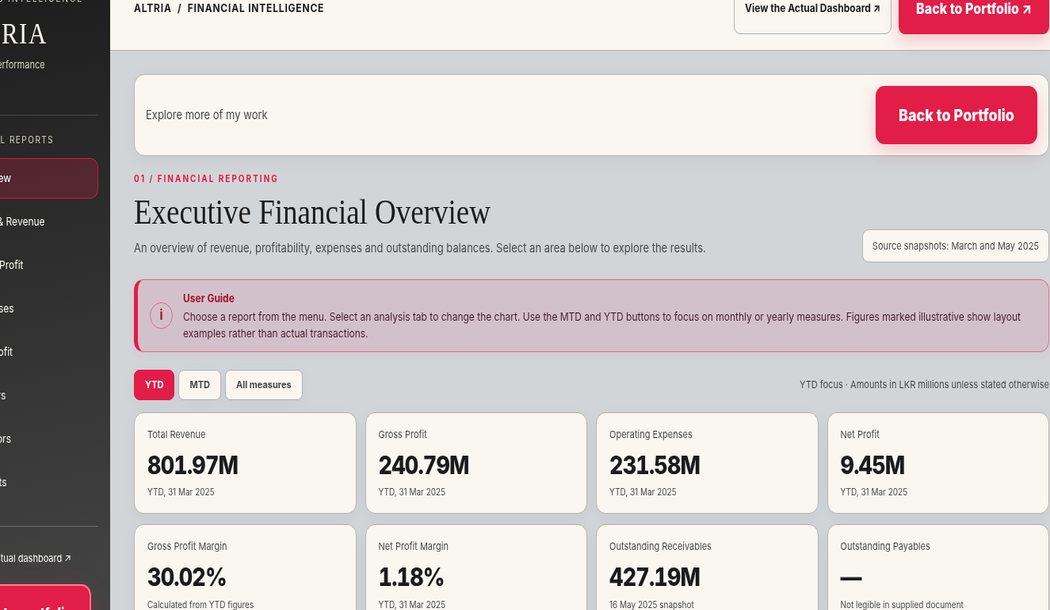 RIA
erformance
L REPORTS
ew
& Revenue
Profit
ses
ofit
rs
ors
ts
tual dashboard ↗
ALTRIA / FINANCIAL INTELLIGENCE
View the Actual Dashboard ↗
Back to Portfolio ↗
Explore more of my work
Back to Portfolio
01 / FINANCIAL REPORTING
Executive Financial Overview
An overview of revenue, profitability, expenses and outstanding balances. Select an area below to explore the results.
Source snapshots: March and May 2025
i
User Guide
Choose a report from the menu. Select an analysis tab to change the chart. Use the MTD and YTD buttons to focus on monthly or yearly measures. Figures marked illustrative show layout
examples rather than actual transactions.
YTD
MTD
All measures
YTD focus · Amounts in LKR millions unless stated otherwise
Total Revenue
801.97M
YTD, 31 Mar 2025
Gross Profit
240.79M
YTD, 31 Mar 2025
Operating Expenses
231.58M
YTD, 31 Mar 2025
Net Profit
9.45M
YTD, 31 Mar 2025
Gross Profit Margin
30.02%
Calculated from YTD figures
Net Profit Margin
1.18%
YTD, 31 Mar 2025
Outstanding Receivables
427.19M
16 May 2025 snapshot
Outstanding Payables
—
Not legible in supplied document